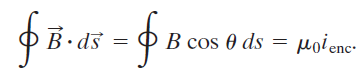 ∮ B⃗ · ds⃗ = ∮ B cos θ ds = μ₀i_enc.